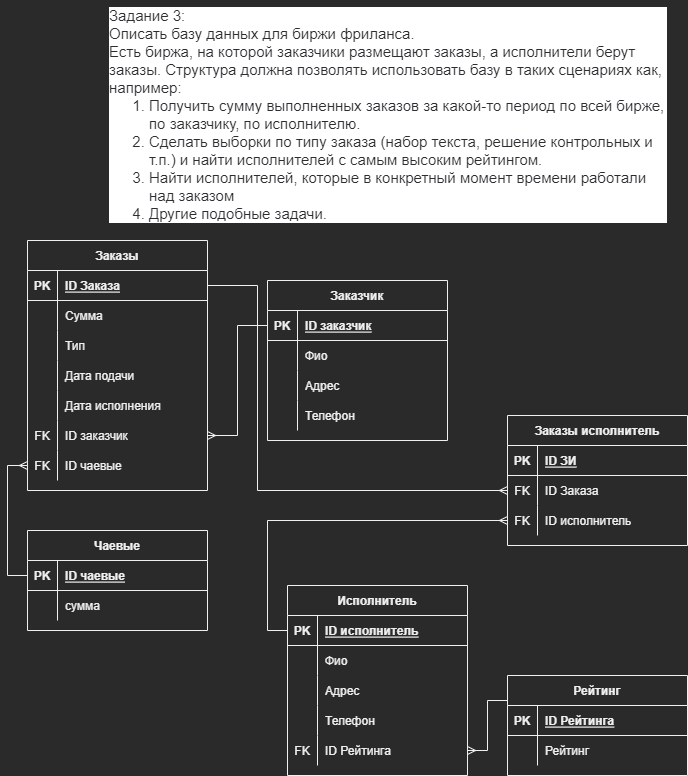 Задание 3:
Описать базу данных для биржи фриланса.
Есть биржа, на которой заказчики размещают заказы, а исполнители берут
заказы. Структура должна позволять использовать базу в таких сценариях как,
например:
1. Получить сумму выполненных заказов за какой-то период по всей бирже,
по заказчику, по исполнителю.
2. Сделать выборки по типу заказа (набор текста, решение контрольных и
т.п.) и найти исполнителей с самым высоким рейтингом.
3. Найти исполнителей, которые в конкретный момент времени работали
над заказом
4. Другие подобные задачи.
Заказы
PK ID Заказа
Сумма
Тип
Дата подачи
Дата исполнения
FK ID заказчик
FK ID чаевые
Заказчик
PK ID заказчик
Фио
Адрес
Телефон
Заказы исполнитель
PK ID ЗИ
FK ID Заказа
FK ID исполнитель
Чаевые
PK ID чаевые
сумма
Исполнитель
PK ID исполнитель
Фио
Адрес
Телефон
FK ID Рейтинга
Рейтинг
PK ID Рейтинга
Рейтинг